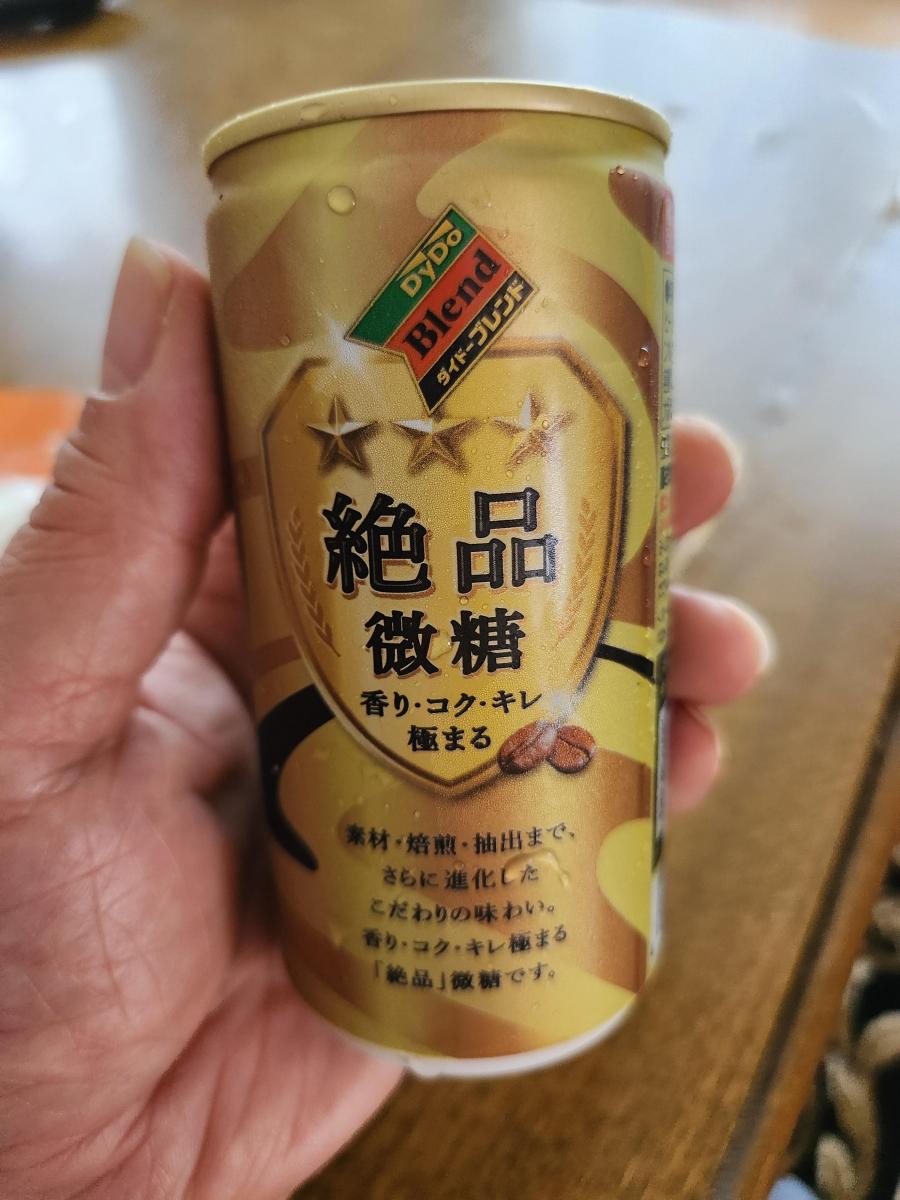 DyDo
Blend
ダイドーブレンド
絶品
微糖
香り・コク・キレ
極まる
素材・焙煎・抽出まで、
さらに進化した
こだわりの味わい。
香り・コク・キレ極まる
「絶品」微糖です。